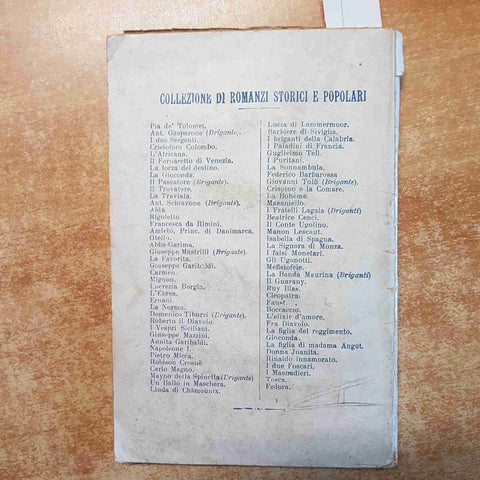 COLLEZIONE DI ROMANZI STORICI E POPOLARI
Pia de' Tolomei.
Ant. Gasparone (Brigante).
I due Sergenti.
Cristoforo Colombo.
L'Africana.
Il Fornaretto di Venezia.
La forza del destino.
La Gioconda.
Il Passatore (Brigante).
Il Trovatore.
La Traviata.
Ant. Schiavone (Brigante).
Aida
Rigoletto.
Francesca da Rimini.
Amleto, Princ. di Danimarca.
Otello.
Abba-Garima.
Giuseppe Mastrilli (Brigante).
La Favorita.
Giuseppe Garibaldi.
Carmen.
Mignon.
Lucrezia Borgia.
L'Ebrea.
Ernani.
La Norma.
Domenico Tiburzi (Brigante).
Roberto il Diavolo.
I Vespri Siciliani.
Giuseppe Mazzini.
Annita Garibaldi.
Napoleone I.
Pietro Micca.
Robison Crosuè
Carlo Magno.
Mayno della Spinetta (Brigante)
Un Ballo in Maschera.
Linda di Chamounix.
Lucia di Lammermoor.
Barbiere di Siviglia.
I briganti della Calabria.
I Paladini di Francia.
Guglielmo Tell.
I Puritani.
La Sonnambula.
Federico Barbarossa
Giovanni Tolù (Brigante).
Crispino e la Comare.
La Bohème.
Masaniello.
I Fratelli Lagala (Briganti)
Beatrice Cenci.
Il Conte Ugolino.
Manon Lescaut.
Isabella di Spagna.
La Signora di Monza.
I falsi Monetari.
Gli Ugonotti.
Mefistofele.
La Banda Maurina (Briganti)
Il Guarany.
Ruy Blas.
Cleopatra.
Faust.
Boccaccio.
L'elixir d'amore.
Fra Diavolo.
La figlia del reggimento.
Gioconda.
La figlia di madama Angot.
Donna Juanita.
Rinaldo innamorato.
I due Foscari.
I Masnadieri.
Tosca.
Fedora.